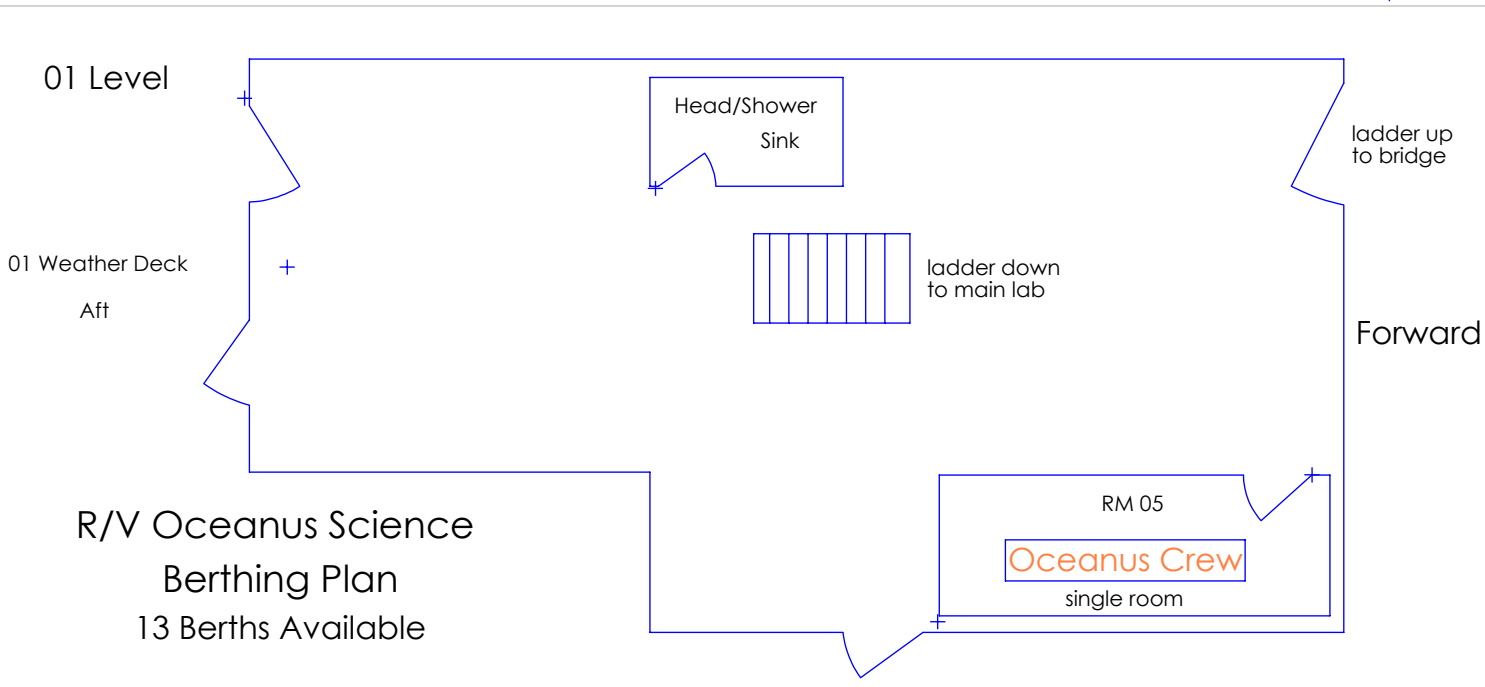 01 Level
Head/Shower
Sink
ladder up
to bridge
01 Weather Deck
Aft
ladder down
to main lab
Forward
R/V Oceanus Science
Berthing Plan
13 Berths Available
RM 05
Oceanus Crew
single room